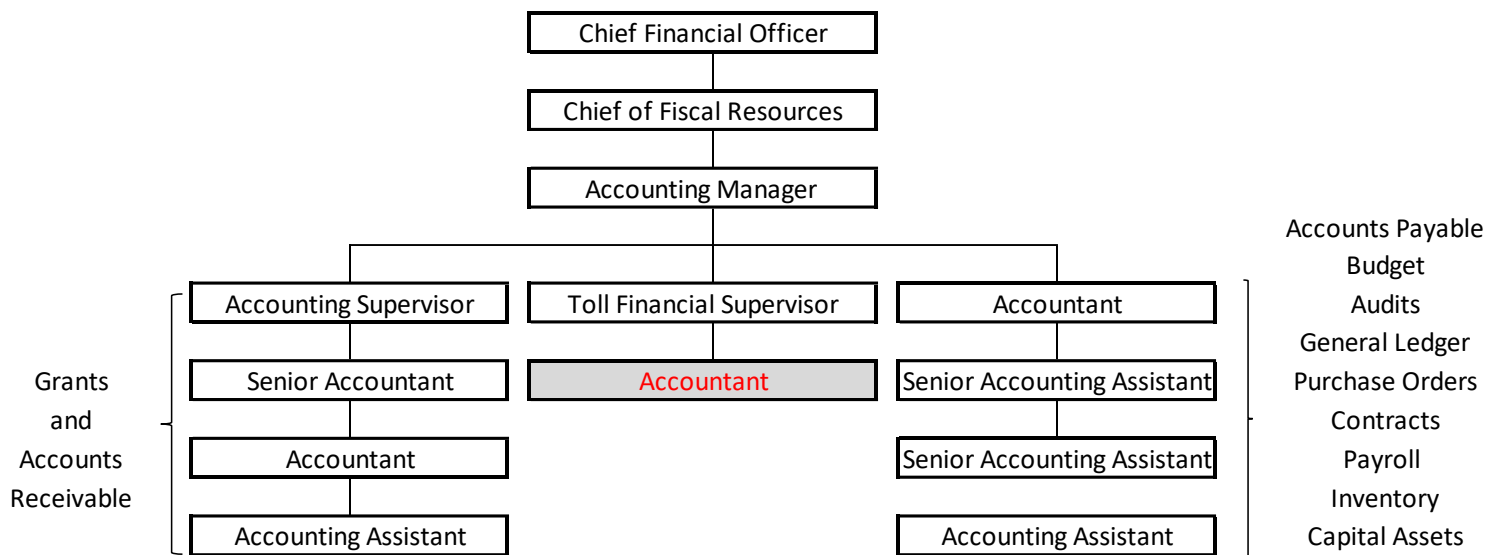 Chief Financial Officer
Chief of Fiscal Resources
Accounting Manager
Accounting Supervisor
Toll Financial Supervisor
Accountant
Senior Accountant
Accountant
Senior Accounting Assistant
Accountant
Senior Accounting Assistant
Accounting Assistant
Accounting Assistant
Grants
and
Accounts
Receivable
Accounts Payable
Budget
Audits
General Ledger
Purchase Orders
Contracts
Payroll
Inventory
Capital Assets